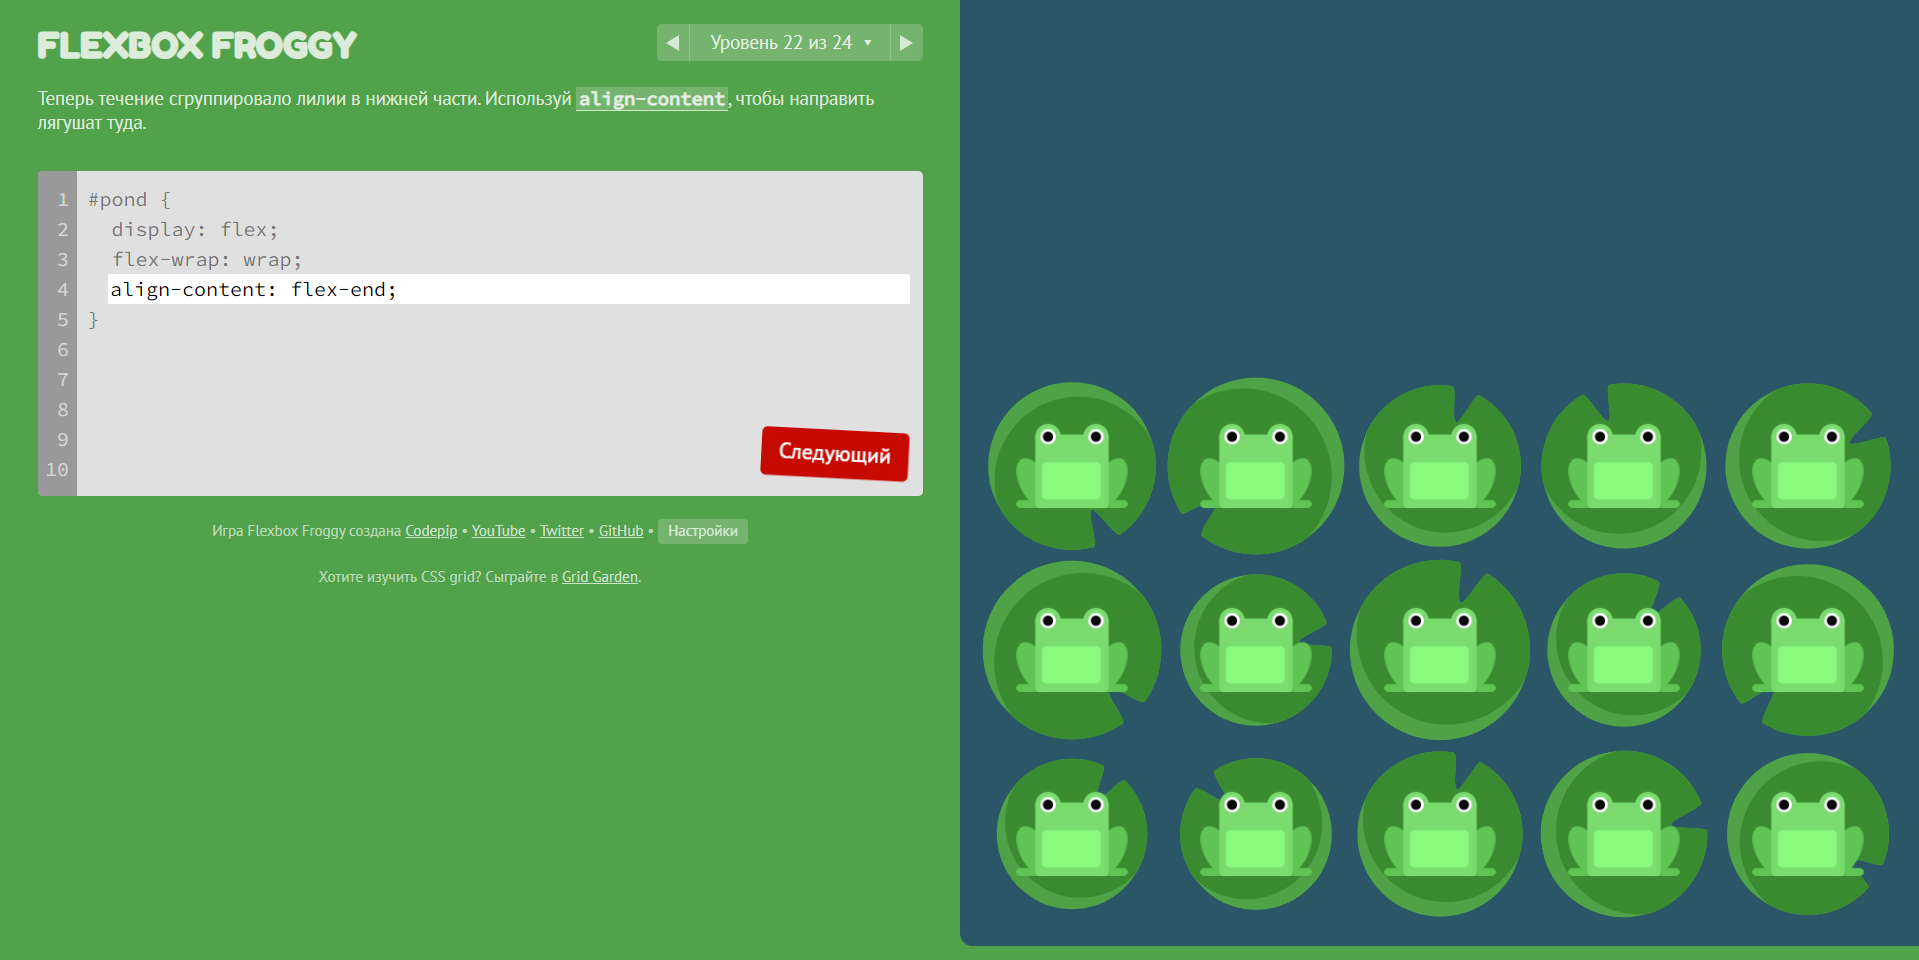 FLEXBOX FROGGY
Уровень 22 из 24
Теперь течение сгруппировало лилии в нижней части. Используй align-content, чтобы направить
лягушат туда.
1 #pond {
2 display: flex;
3 flex-wrap: wrap;
4 align-content: flex-end;
5 }
6
7
8
9
10
Следующий
Игра Flexbox Froggy создана Codepip • YouTube • Twitter • GitHub • Настройки
Хотите изучить CSS grid? Сыграйте в Grid Garden.